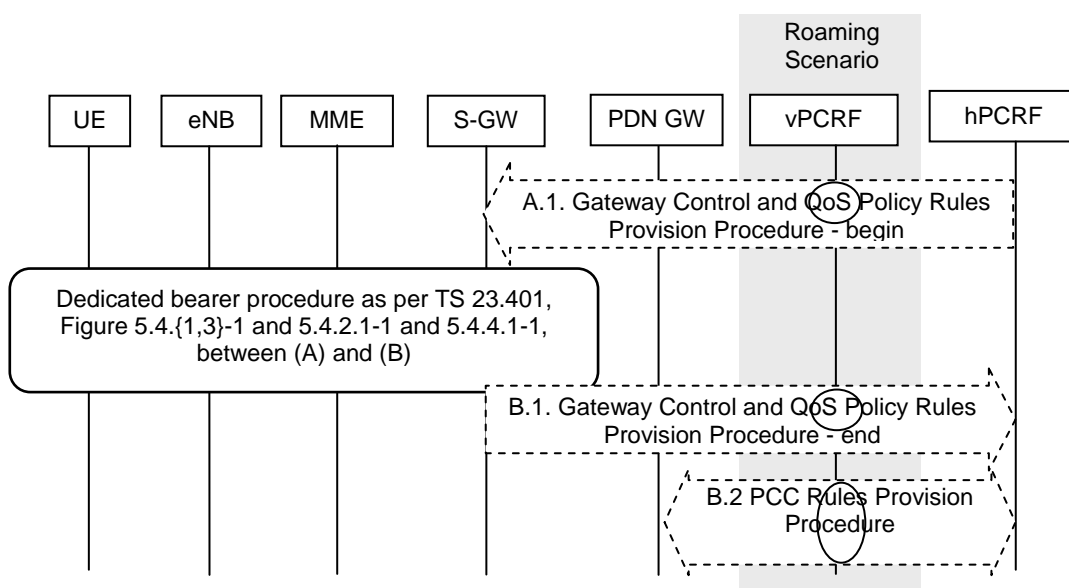 Roaming
Scenario
UE
eNB
MME
S-GW
PDN GW
vPCRF
hPCRF
A.1. Gateway Control and QoS Policy Rules
Provision Procedure - begin
Dedicated bearer procedure as per TS 23.401,
Figure 5.4.{1,3}-1 and 5.4.2.1-1 and 5.4.4.1-1,
between (A) and (B)
B.1. Gateway Control and QoS Policy Rules
Provision Procedure - end
B.2 PCC Rules Provision
Procedure